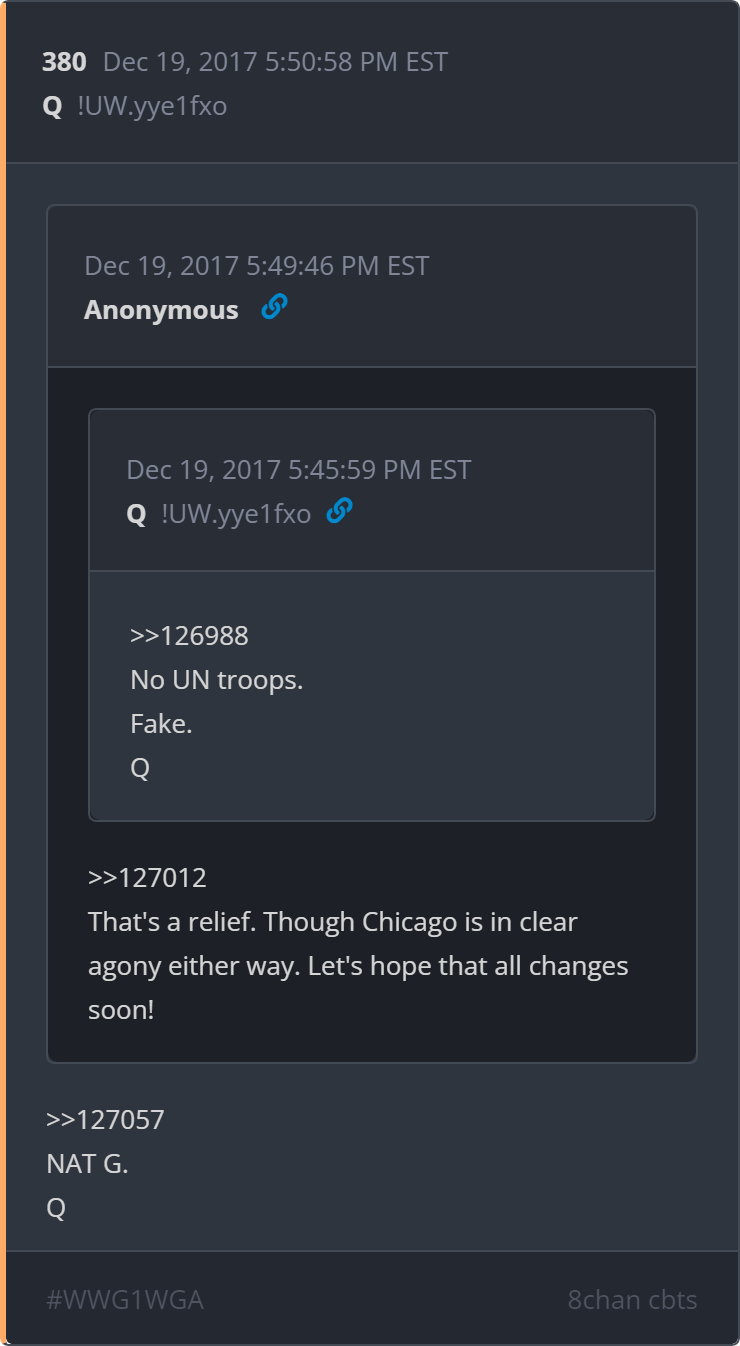 380 Dec 19, 2017 5:50:58 PM EST
Q !UW.yye1fxo
Dec 19, 2017 5:49:46 PM EST
Anonymous
Dec 19, 2017 5:45:59 PM EST
Q !UW.yye1fxo
>>126988
No UN troops.
Fake.
Q
>>127012
That's a relief. Though Chicago is in clear
agony either way. Let's hope that all changes
soon!
>>127057
NAT G.
Q
#WWG1WGA 8chan cbts